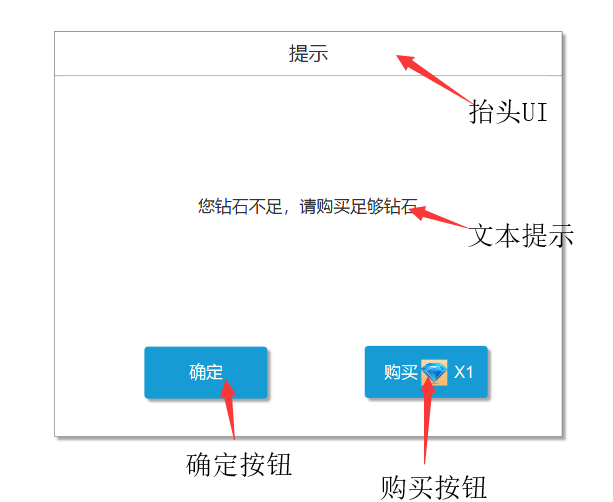 提示
抬头UI
您钻石不足，请购买足够钻石
文本提示
确定
购买 X1
确定按钮
购买按钮